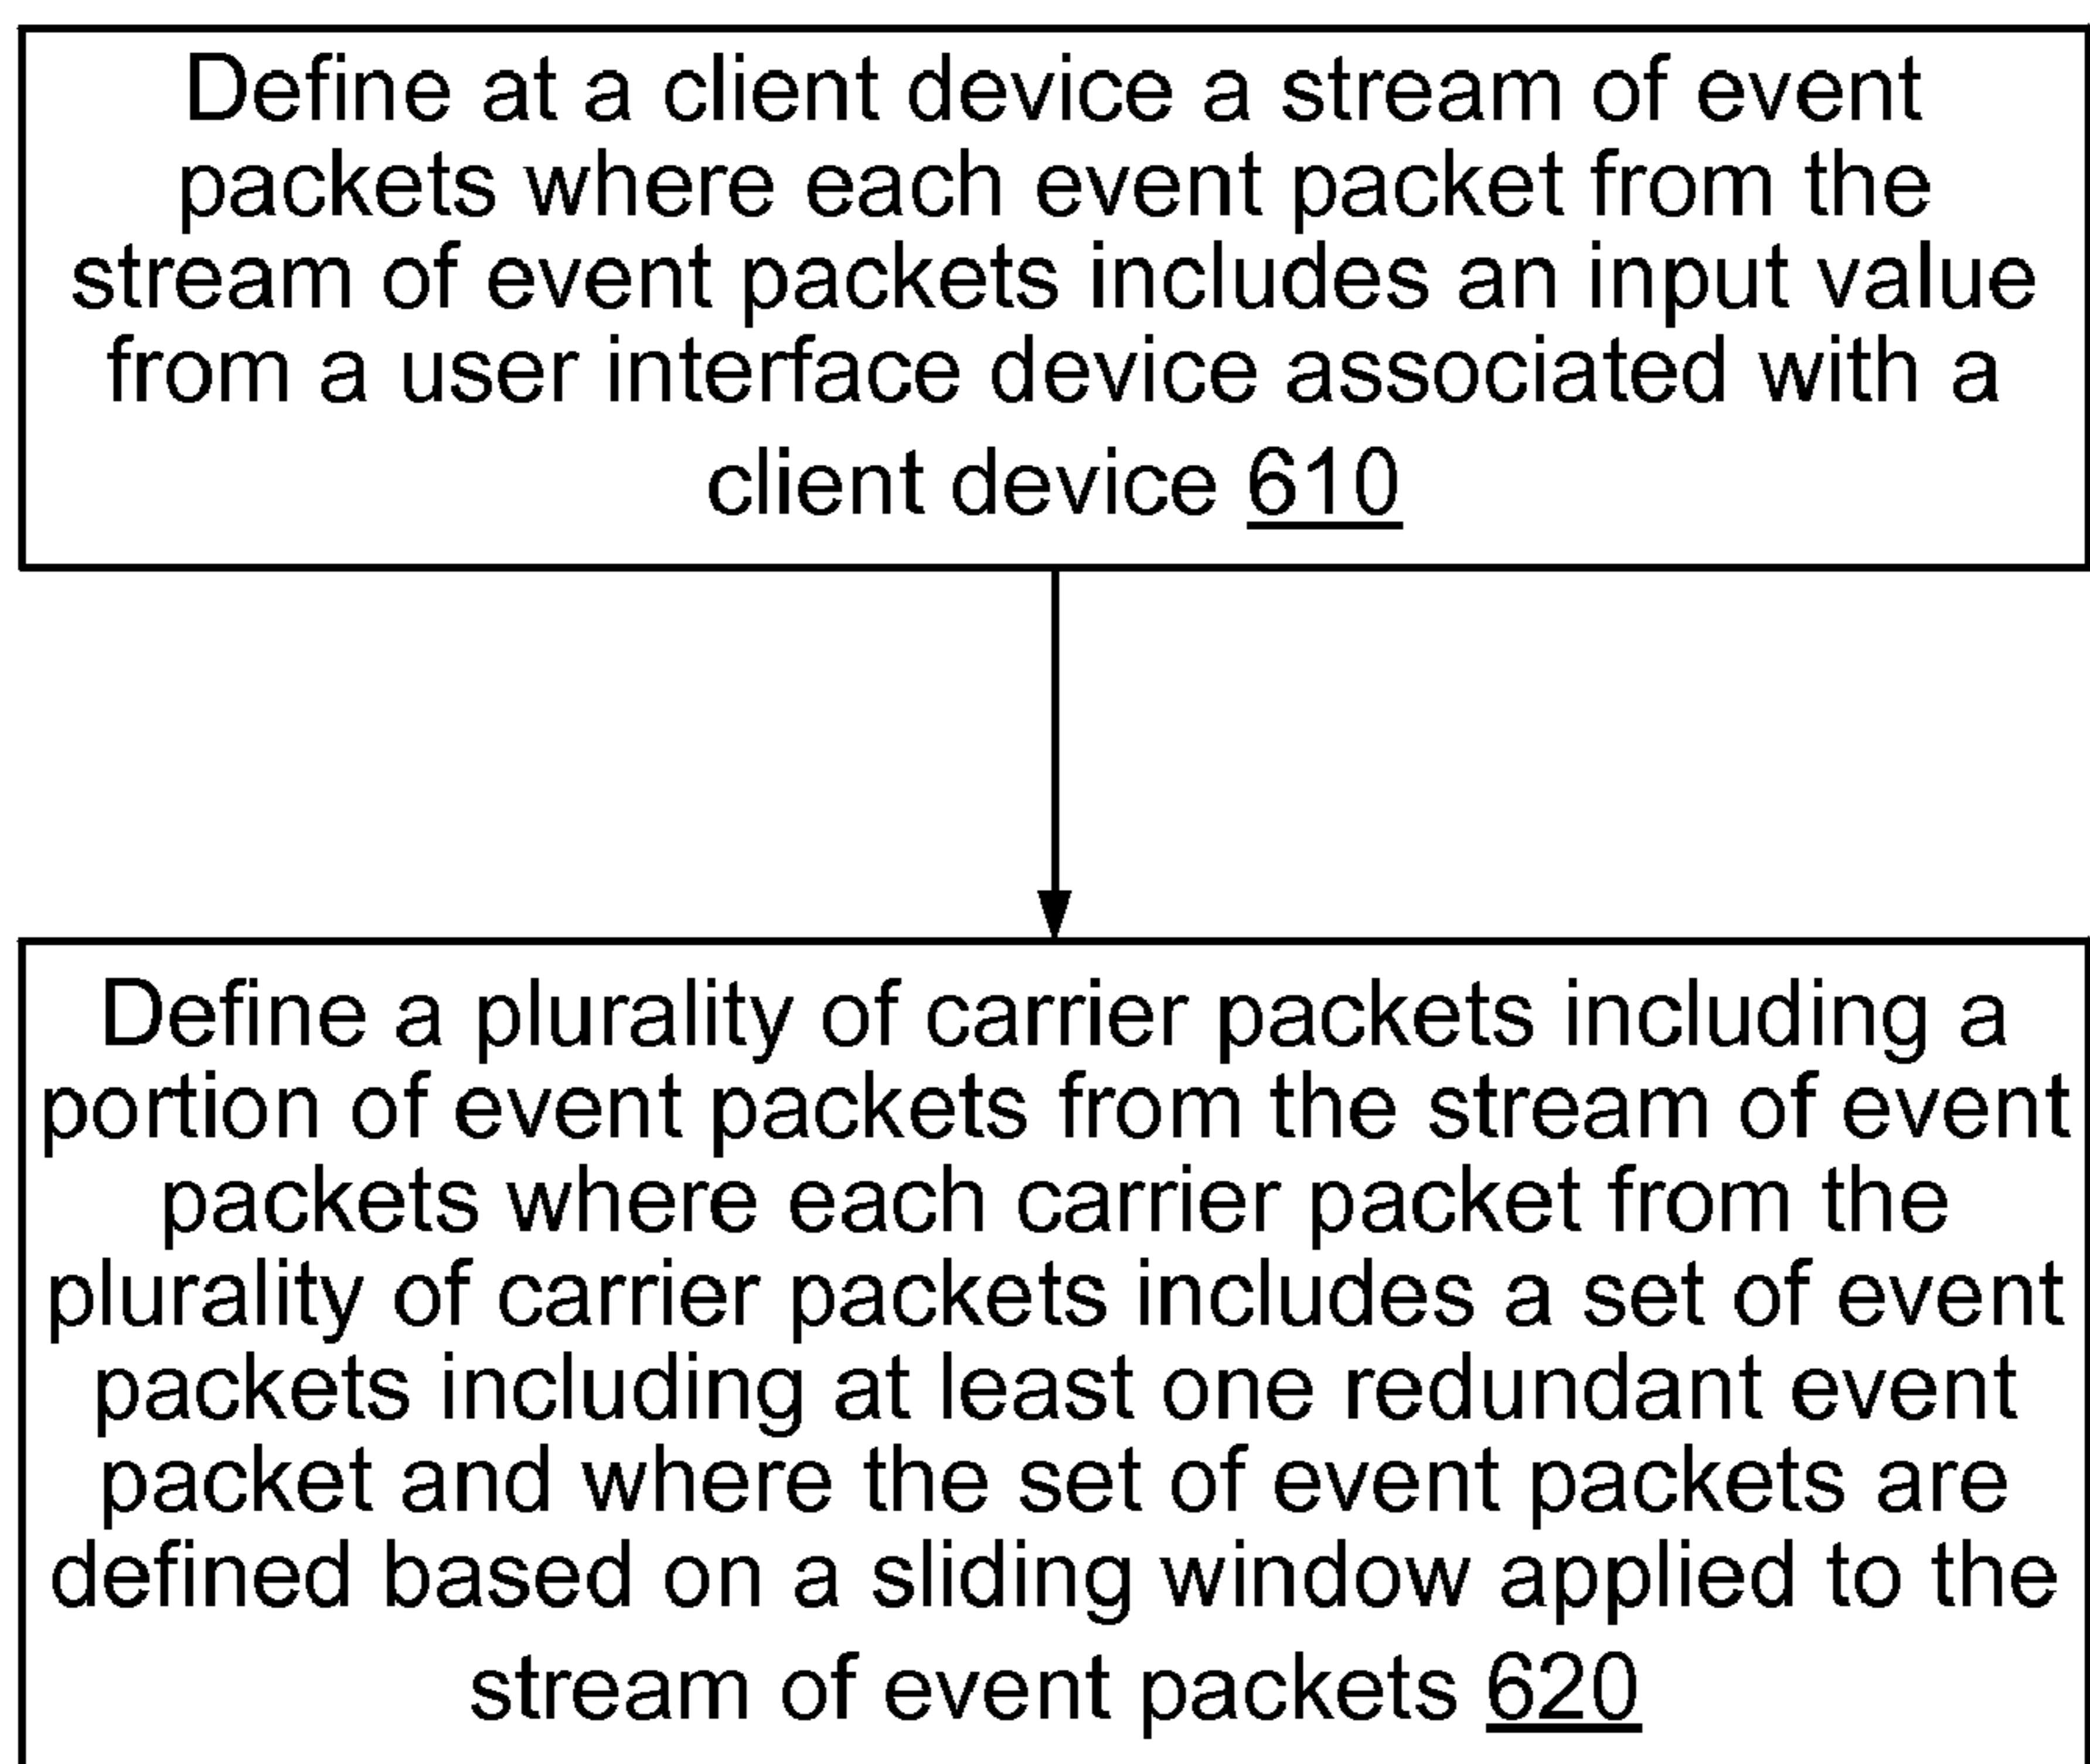 Define at a client device a stream of event
packets where each event packet from the
stream of event packets includes an input value
from a user interface device associated with a
client device 610
Define a plurality of carrier packets including a
portion of event packets from the stream of event
packets where each carrier packet from the
plurality of carrier packets includes a set of event
packets including at least one redundant event
packet and where the set of event packets are
defined based on a sliding window applied to the
stream of event packets 620